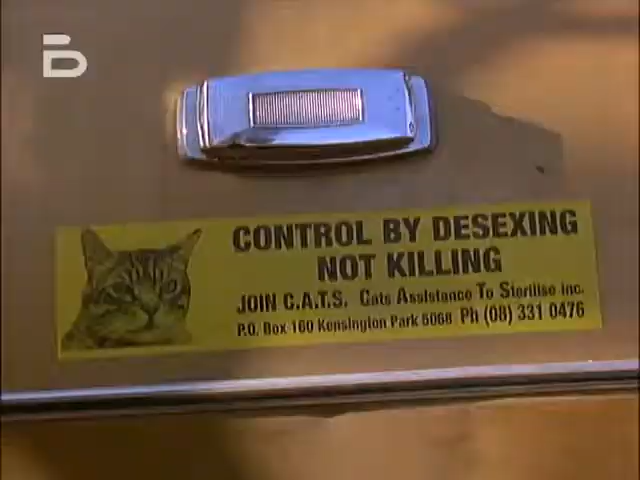 CONTROL BY DESEXING
NOT KILLING
JOIN C.A.T.S. Cats Assistance To Sterilise Inc.
P.O. Box 160 Kensington Park 5068 Ph (08) 331 0476